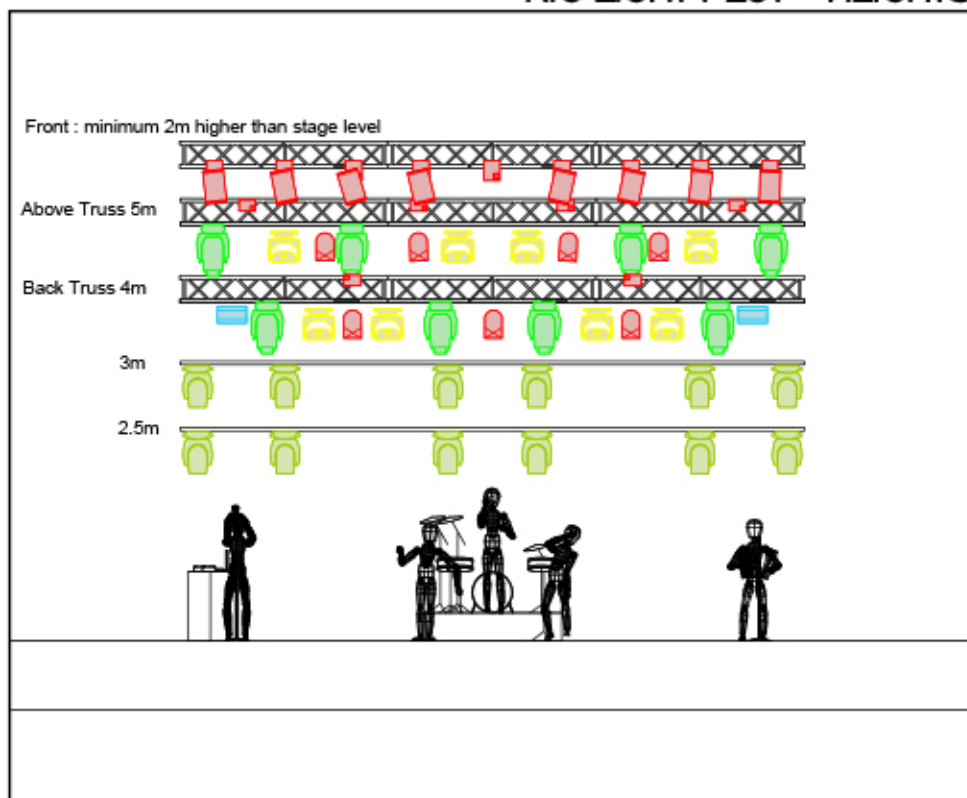 Front : minimum 2m higher than stage level
Above Truss 5m
Back Truss 4m
3m
2.5m